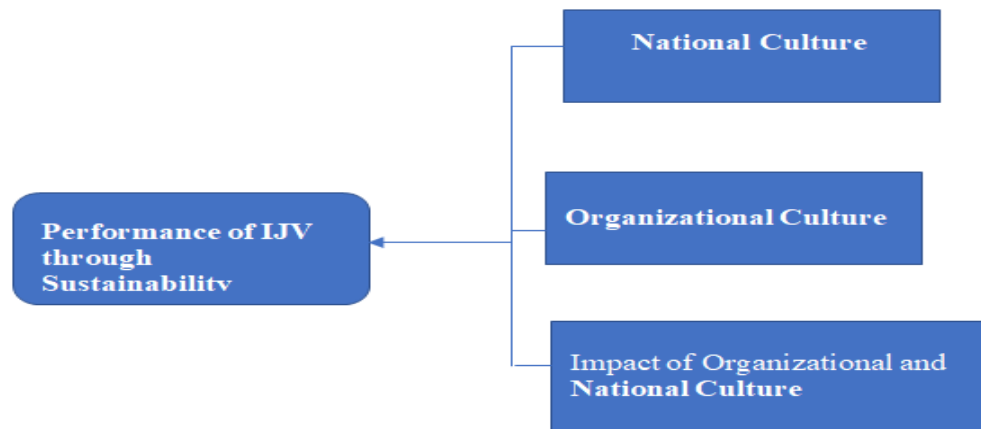 National Culture
Organizational Culture
Performance of IJV
through
Sustainability
Impact of Organizational and
National Culture